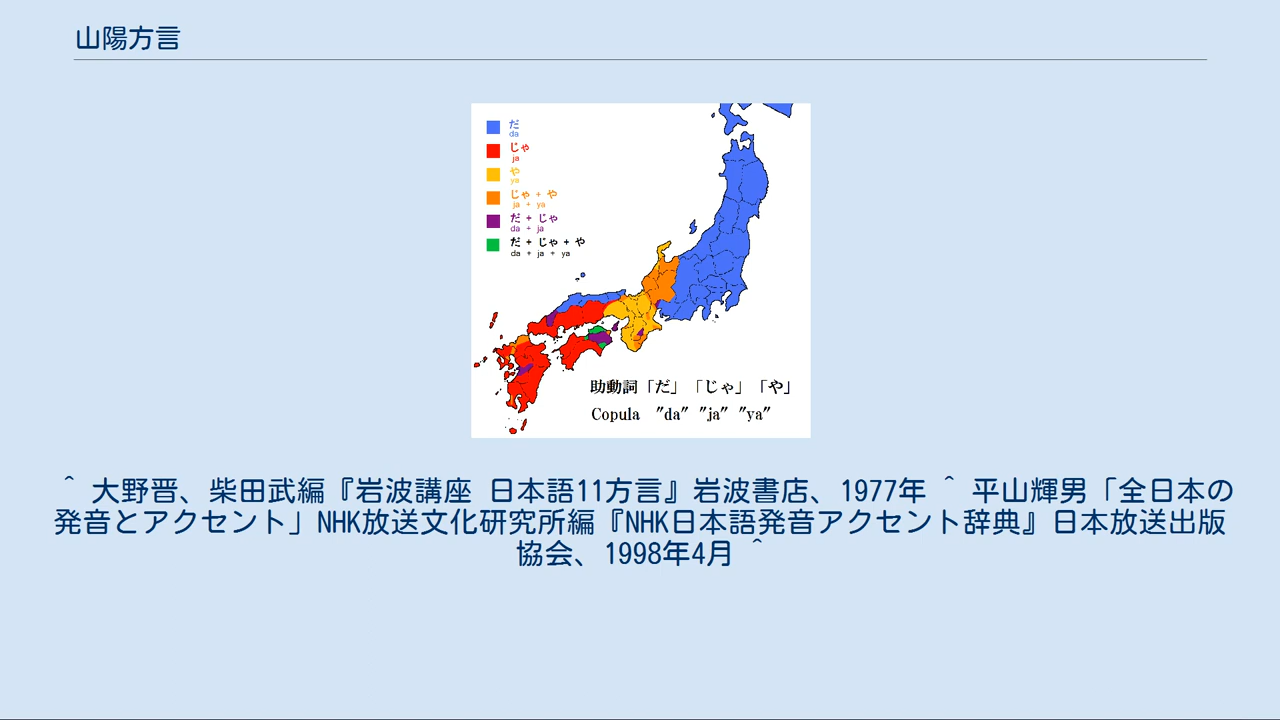 山陽方言
だ
da
じゃ
ja
や
ya
じゃ + や
ja + ya
だ + じゃ
da + ja
だ + じゃ + や
da + ja + ya
助動詞「だ」「じゃ」「や」
Copula "da" "ja" "ya"
^ 大野晋、柴田武編『岩波講座 日本語11方言』岩波書店、1977年 ^ 平山輝男「全日本の
発音とアクセント」NHK放送文化研究所編『NHK日本語発音アクセント辞典』日本放送出版
協会、1998年4月 ^